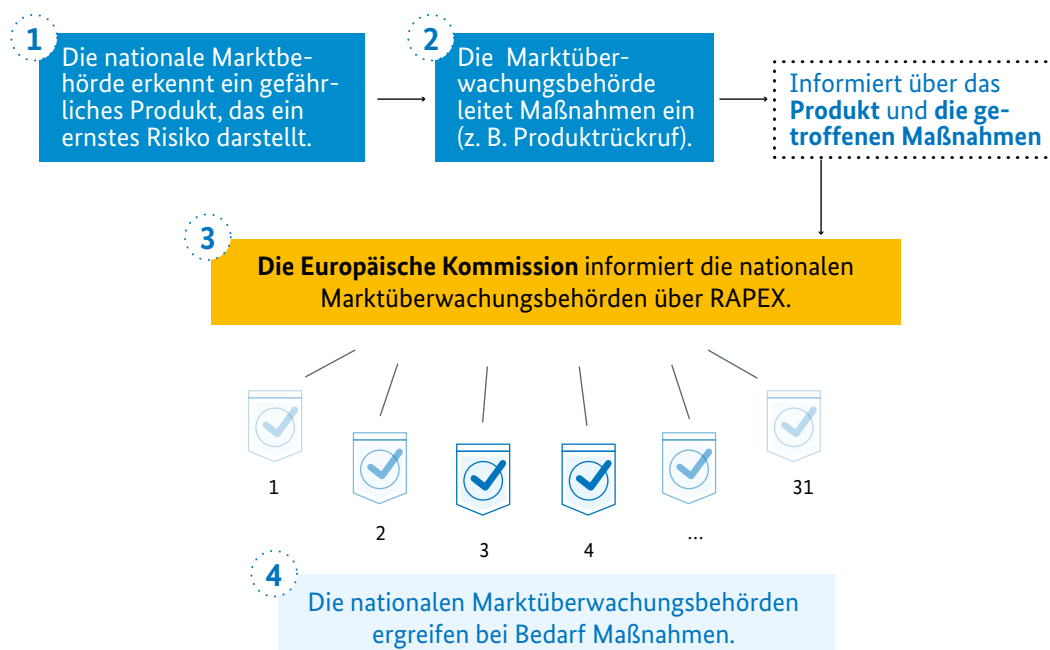 1
Die nationale Marktbe-
hörde erkennt ein gefähr-
liches Produkt, das ein
ernstes Risiko darstellt.
2
Die Marktüber-
wachungsbehörde
leitet Maßnahmen ein
(z. B. Produktrückruf).
Informiert über das
Produkt und die ge-
troffenen Maßnahmen
3
Die Europäische Kommission informiert die nationalen
Marktüberwachungsbehörden über RAPEX.
1
2
3
4
...
31
4
Die nationalen Marktüberwachungsbehörden
ergreifen bei Bedarf Maßnahmen.